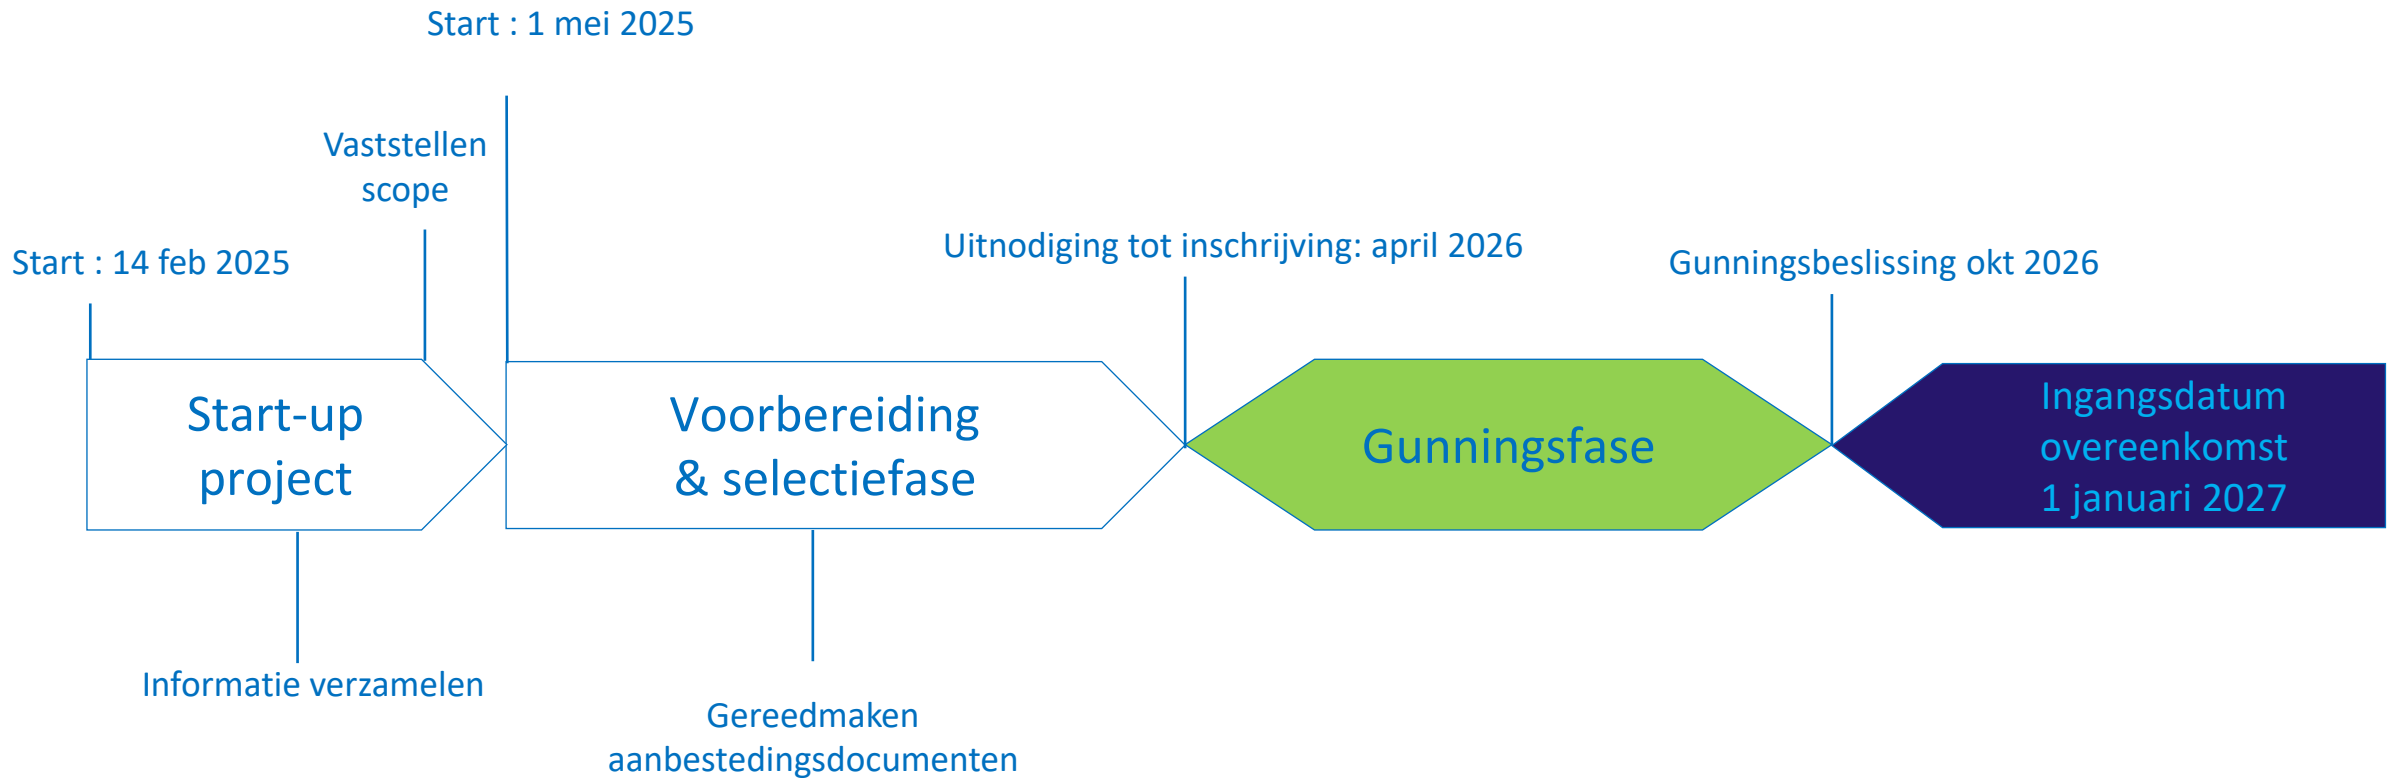 Start : 1 mei 2025
Vaststellen
scope
Start : 14 feb 2025
Uitnodiging tot inschrijving: april 2026
Gunningsbeslissing okt 2026
Start-up
project
Voorbereiding
& selectiefase
Gunningsfase
Ingangsdatum
overeenkomst
1 januari 2027
Informatie verzamelen
Gereedmaken
aanbestedingsdocumenten